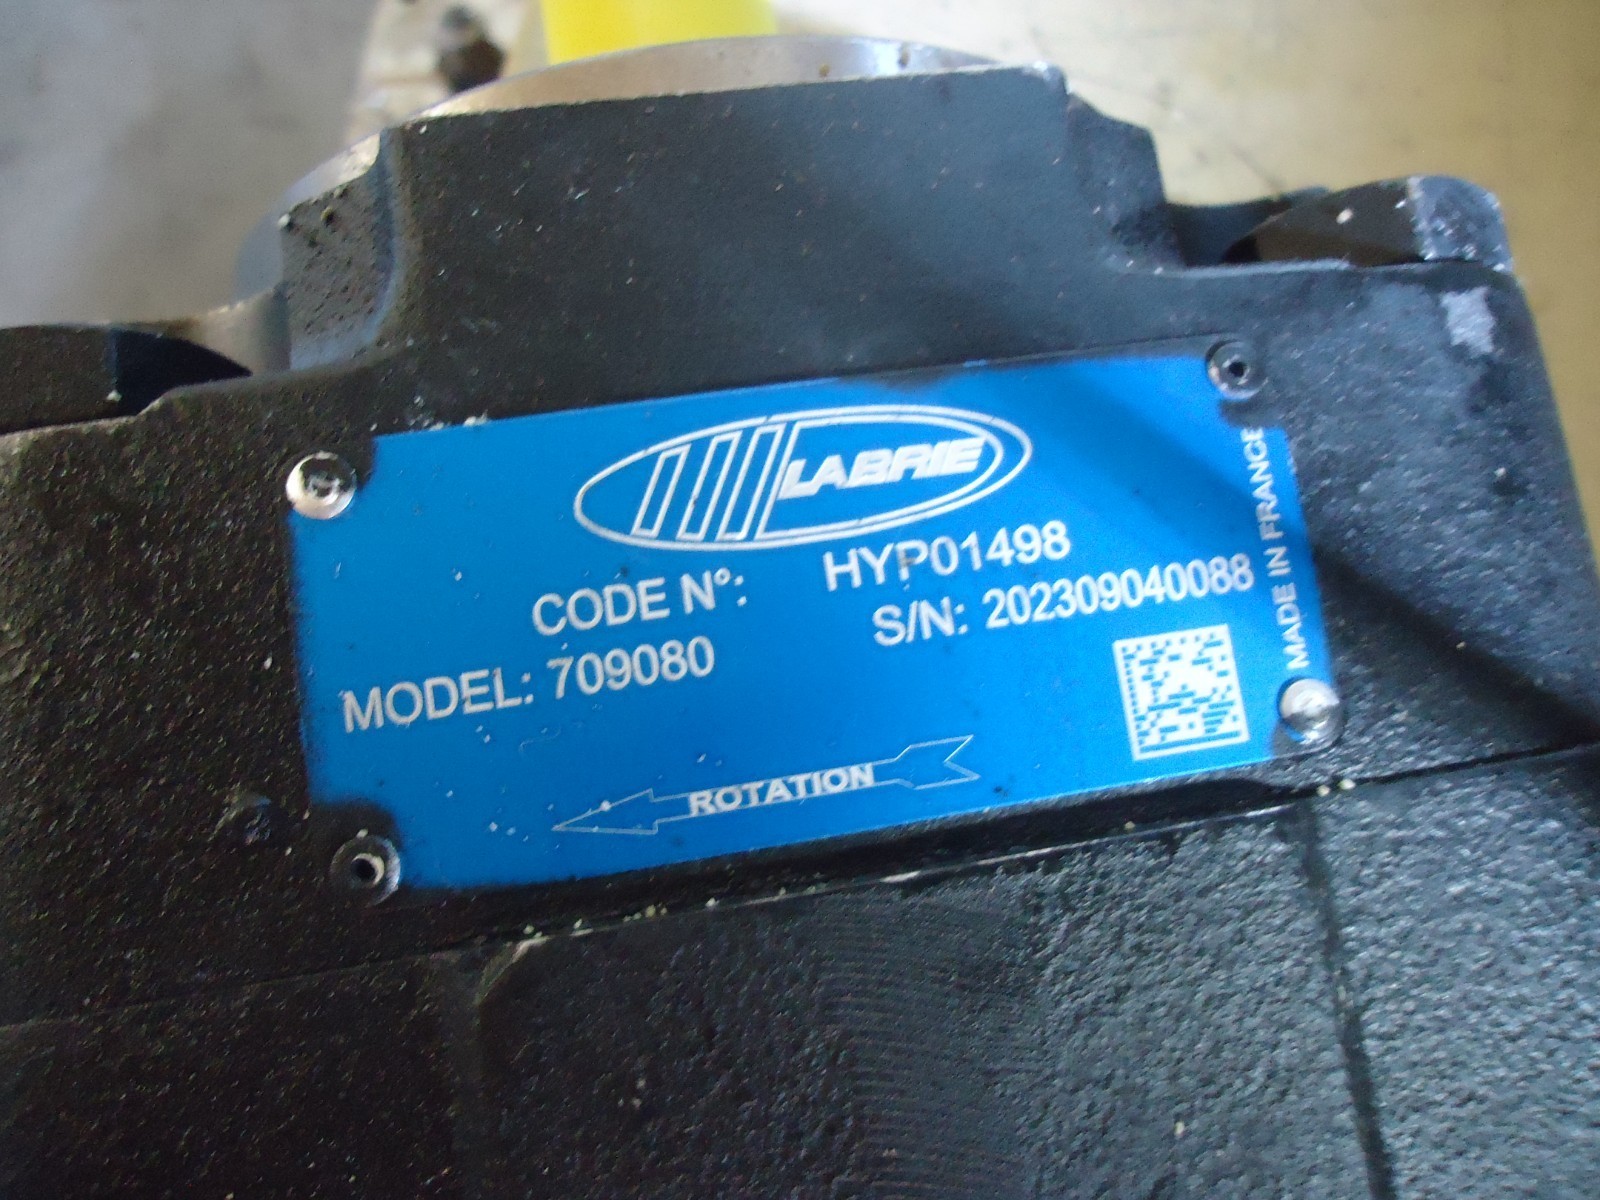 LABRIE
CODE N°: HYP01498
MODEL: 709080
S/N: 202309040088
ROTATION
MADE IN FRANCE